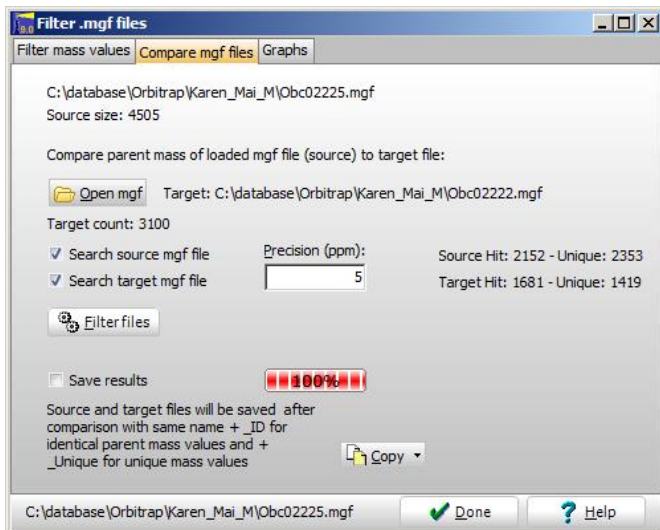 9.0 Filter .mgf files
Filter mass values Compare mgf files Graphs
C:\database\Orbitrap\Karen_Mai_M\Obc02225.mgf
Source size: 4505
Compare parent mass of loaded mgf file (source) to target file:
Open mgf Target: C:\database\Orbitrap\Karen_Mai_M\Obc02222.mgf
Target count: 3100
Search source mgf file Precision (ppm): Source Hit: 2152 - Unique: 2353
Search target mgf file 5 Target Hit: 1681 - Unique: 1419
Filter files
Save results 100%
Source and target files will be saved after
comparison with same name + _ID for
identical parent mass values and +
_Unique for unique mass values
Copy
C:\database\Orbitrap\Karen_Mai_M\Obc02225.mgf Done Help